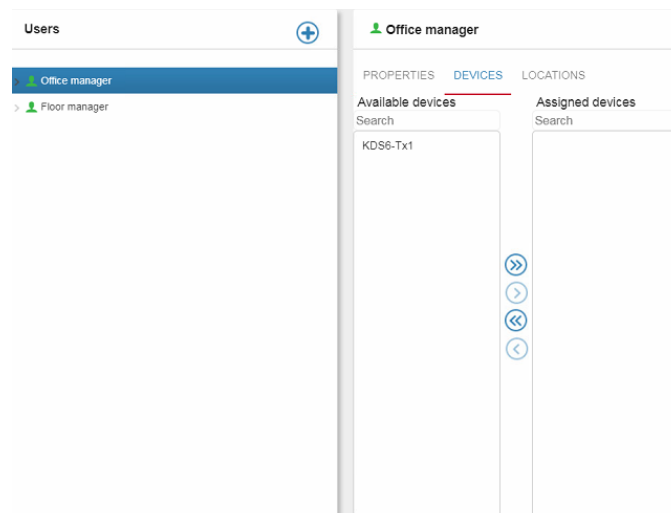 Users
Office manager
Floor manager
Office manager
PROPERTIES DEVICES LOCATIONS
Available devices Assigned devices
Search Search
KDS6-Tx1